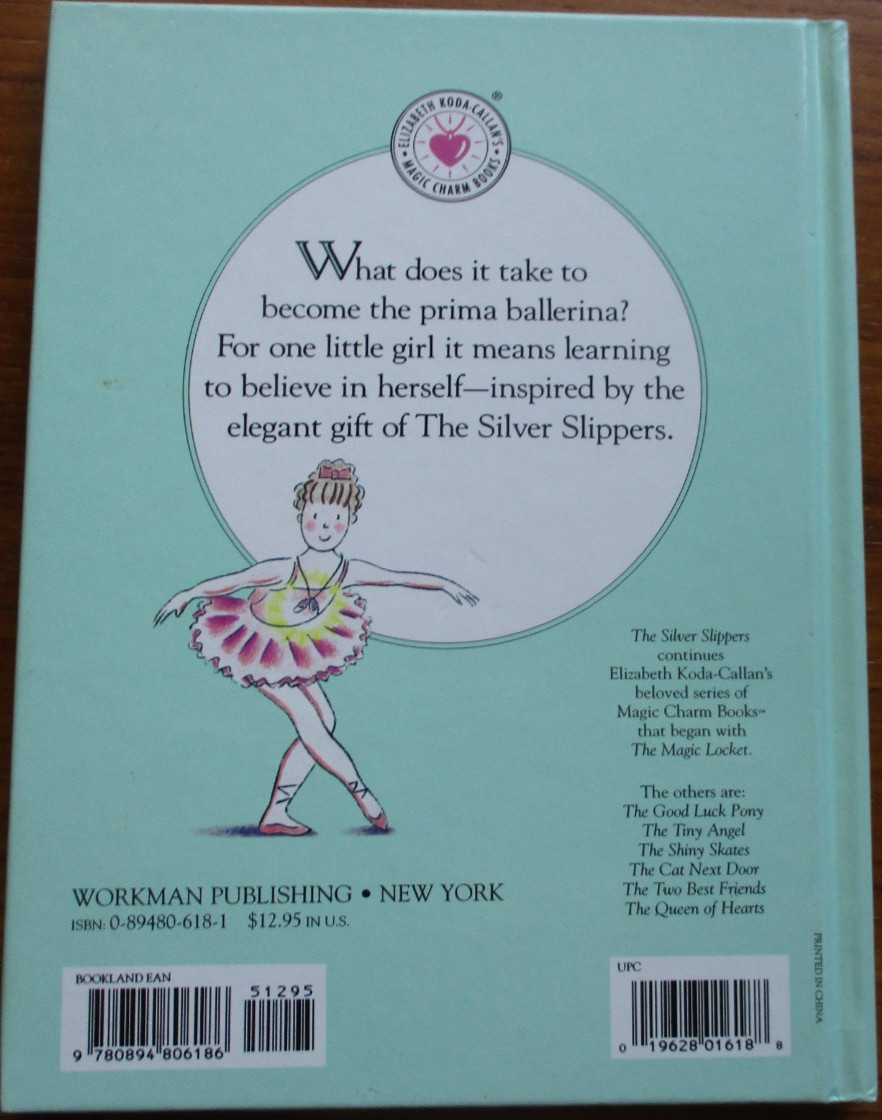 ELIZABETH KODA-CALLAN'S
• MAGIC CHARM BOOKS •
®
What does it take to
become the prima ballerina?
For one little girl it means learning
to believe in herself—inspired by the
elegant gift of The Silver Slippers.
The Silver Slippers
continues
Elizabeth Koda-Callan's
beloved series of
Magic Charm Books™
that began with
The Magic Locket.
The others are:
The Good Luck Pony
The Tiny Angel
The Shiny Skates
The Cat Next Door
The Two Best Friends
The Queen of Hearts
WORKMAN PUBLISHING • NEW YORK
ISBN: 0-89480-618-1 $12.95 IN U.S.
BOOKLAND EAN
51295
9 780894 806186
UPC
0 19628 01618 8
PRINTED IN CHINA